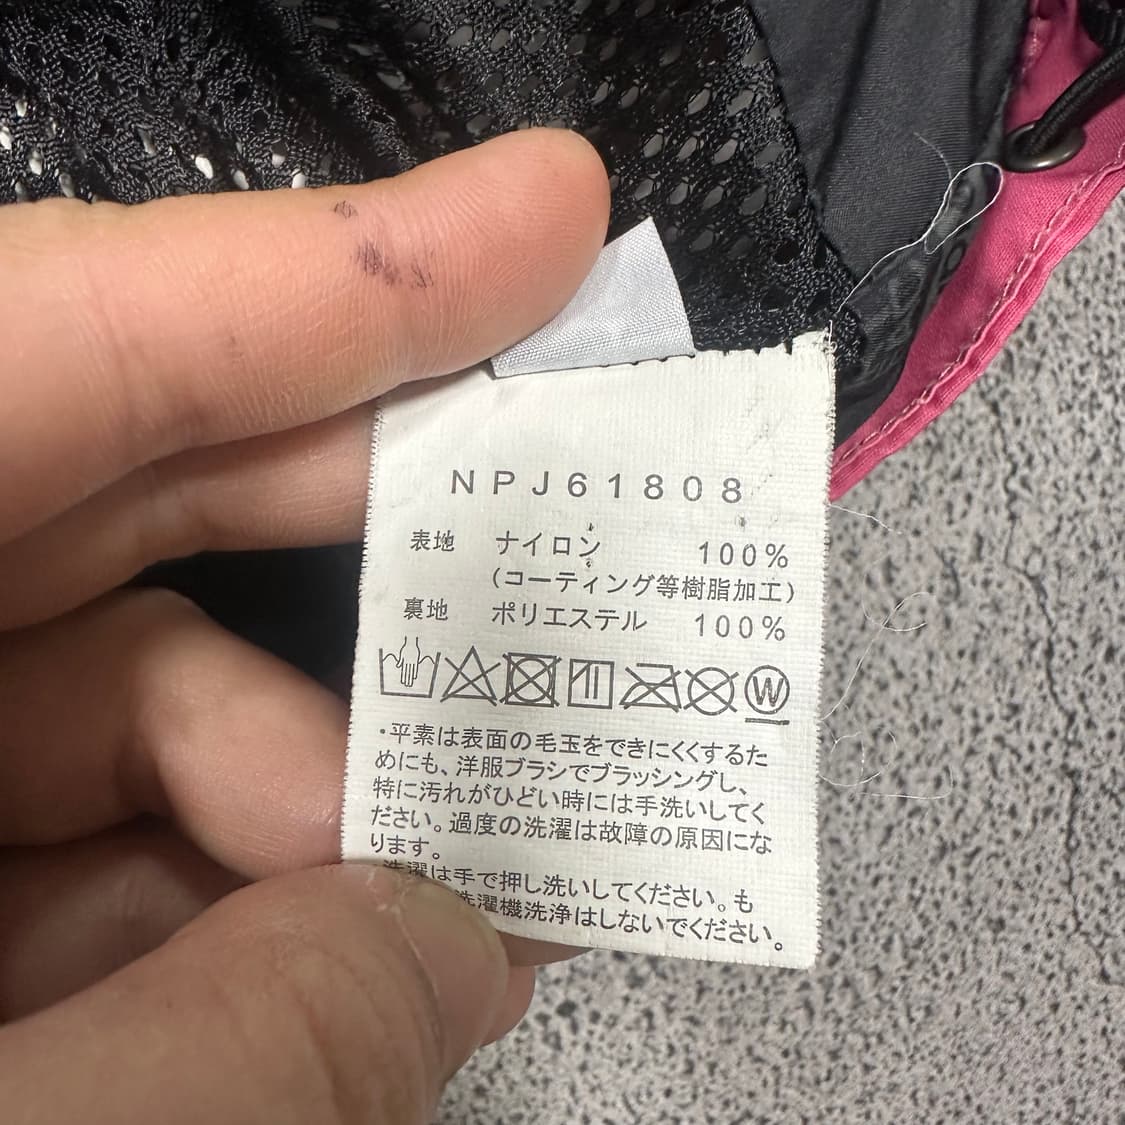 NPJ61808
表地 ナイロン 100%
(コーティング等樹脂加工)
裏地 ポリエステル 100%
W
・平素は表面の毛玉をできにくくするた
めにも、洋服ブラシでブラッシングし、
特に汚れがひどい時には手洗いしてく
ださい。過度の洗濯は故障の原因にな
ります。
洗濯は手で押し洗いしてください。も
洗濯機洗浄はしないでください。